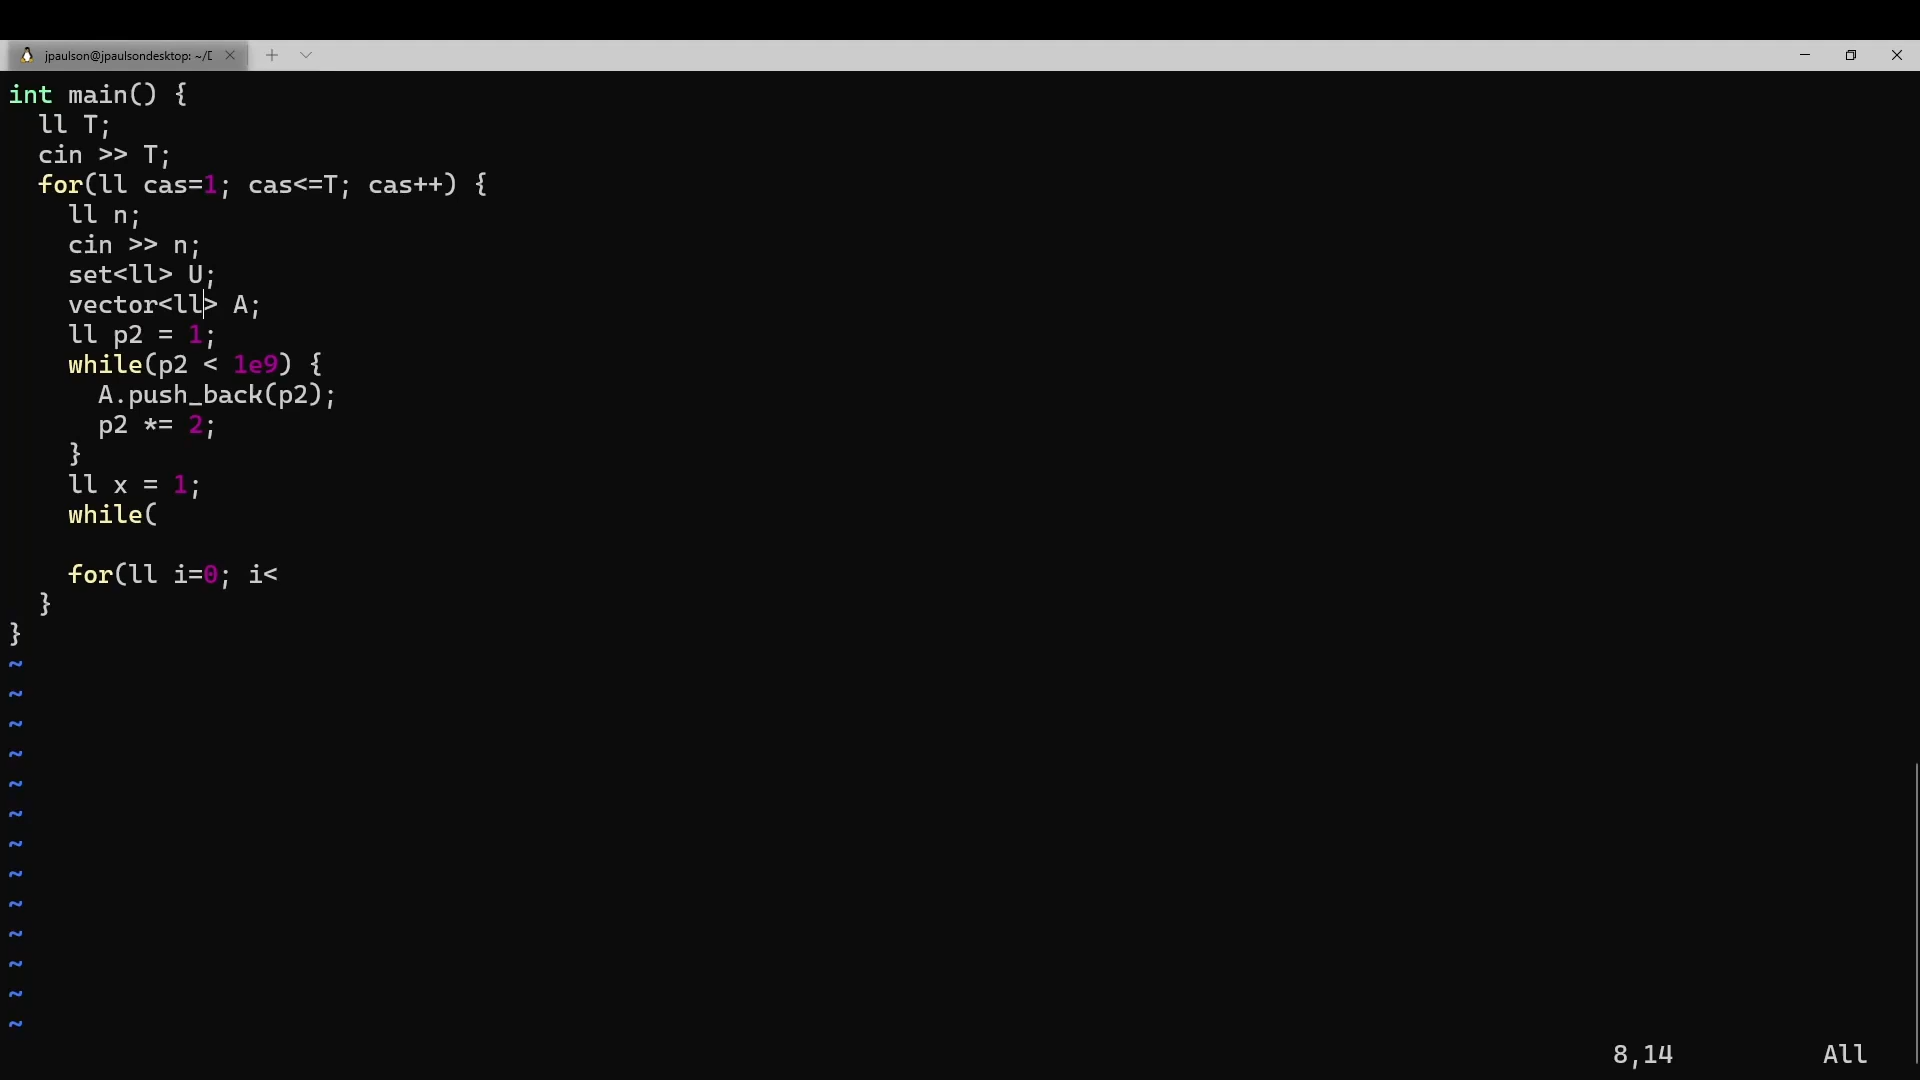 jpaulson@jpaulsondesktop: ~/D
int main() {
  ll T;
  cin >> T;
  for(ll cas=1; cas<=T; cas++) {
    ll n;
    cin >> n;
    set<ll> U;
    vector<ll> A;
    ll p2 = 1;
    while(p2 < 1e9) {
      A.push_back(p2);
      p2 *= 2;
    }
    ll x = 1;
    while(
    for(ll i=0; i<
  }
}
~
~
~
~
~
~
~
~
~
~
~
~
~
8,14 All